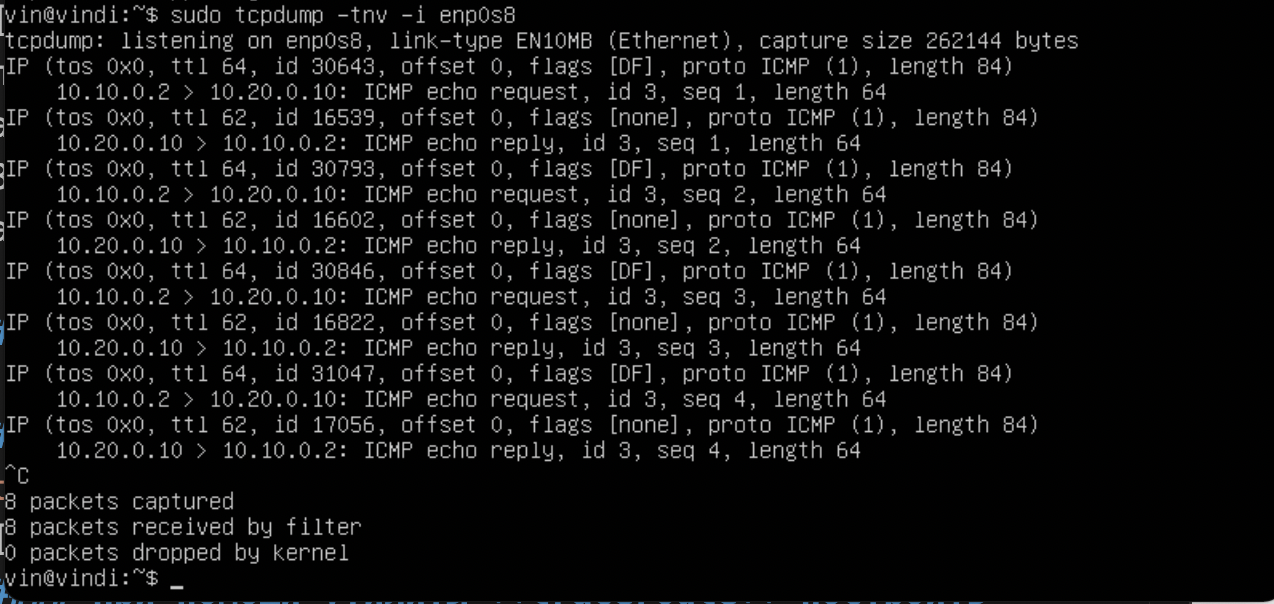 vin@vindi:~$ sudo tcpdump -tnv -i enp0s8
tcpdump: listening on enp0s8, link-type EN10MB (Ethernet), capture size 262144 bytes
IP (tos 0x0, ttl 64, id 30643, offset 0, flags [DF], proto ICMP (1), length 84)
    10.10.0.2 > 10.20.0.10: ICMP echo request, id 3, seq 1, length 64
IP (tos 0x0, ttl 62, id 16539, offset 0, flags [none], proto ICMP (1), length 84)
    10.20.0.10 > 10.10.0.2: ICMP echo reply, id 3, seq 1, length 64
IP (tos 0x0, ttl 64, id 30793, offset 0, flags [DF], proto ICMP (1), length 84)
    10.10.0.2 > 10.20.0.10: ICMP echo request, id 3, seq 2, length 64
IP (tos 0x0, ttl 62, id 16602, offset 0, flags [none], proto ICMP (1), length 84)
    10.20.0.10 > 10.10.0.2: ICMP echo reply, id 3, seq 2, length 64
IP (tos 0x0, ttl 64, id 30846, offset 0, flags [DF], proto ICMP (1), length 84)
    10.10.0.2 > 10.20.0.10: ICMP echo request, id 3, seq 3, length 64
IP (tos 0x0, ttl 62, id 16822, offset 0, flags [none], proto ICMP (1), length 84)
    10.20.0.10 > 10.10.0.2: ICMP echo reply, id 3, seq 3, length 64
IP (tos 0x0, ttl 64, id 31047, offset 0, flags [DF], proto ICMP (1), length 84)
    10.10.0.2 > 10.20.0.10: ICMP echo request, id 3, seq 4, length 64
IP (tos 0x0, ttl 62, id 17056, offset 0, flags [none], proto ICMP (1), length 84)
    10.20.0.10 > 10.10.0.2: ICMP echo reply, id 3, seq 4, length 64
^C
8 packets captured
8 packets received by filter
0 packets dropped by kernel
vin@vindi:~$ _